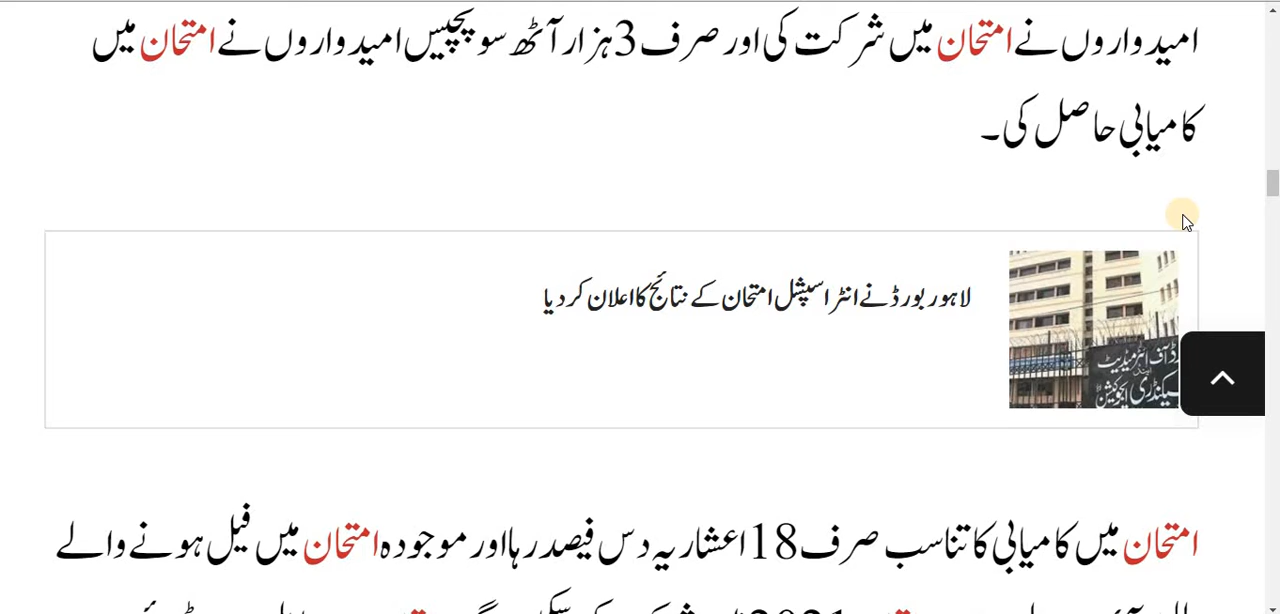 امیدواروں نے امتحان میں شرکت کی اور صرف 3 ہزار آٹھ سو پچپیس امیدواروں نے امتحان میں
کامیابی حاصل کی۔
لاہور بورڈ نے انٹر اسپشل امتحان کے نتائج کا اعلان کر دیا
امتحان میں کامیابی کا تناسب صرف 18 اعشاریہ دس فیصد رہا اور موجودہ امتحان میں فیل ہونے والے